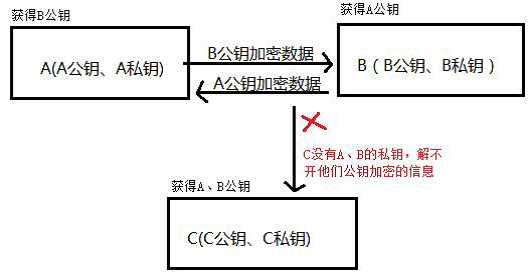 获得B公钥
获得A公钥
A(A公钥、A私钥)
B公钥加密数据
B（B公钥、B私钥）
A公钥加密数据
C没有A、B的私钥，解不
开他们公钥加密的信息
获得A、B公钥
C(C公钥、C私钥)